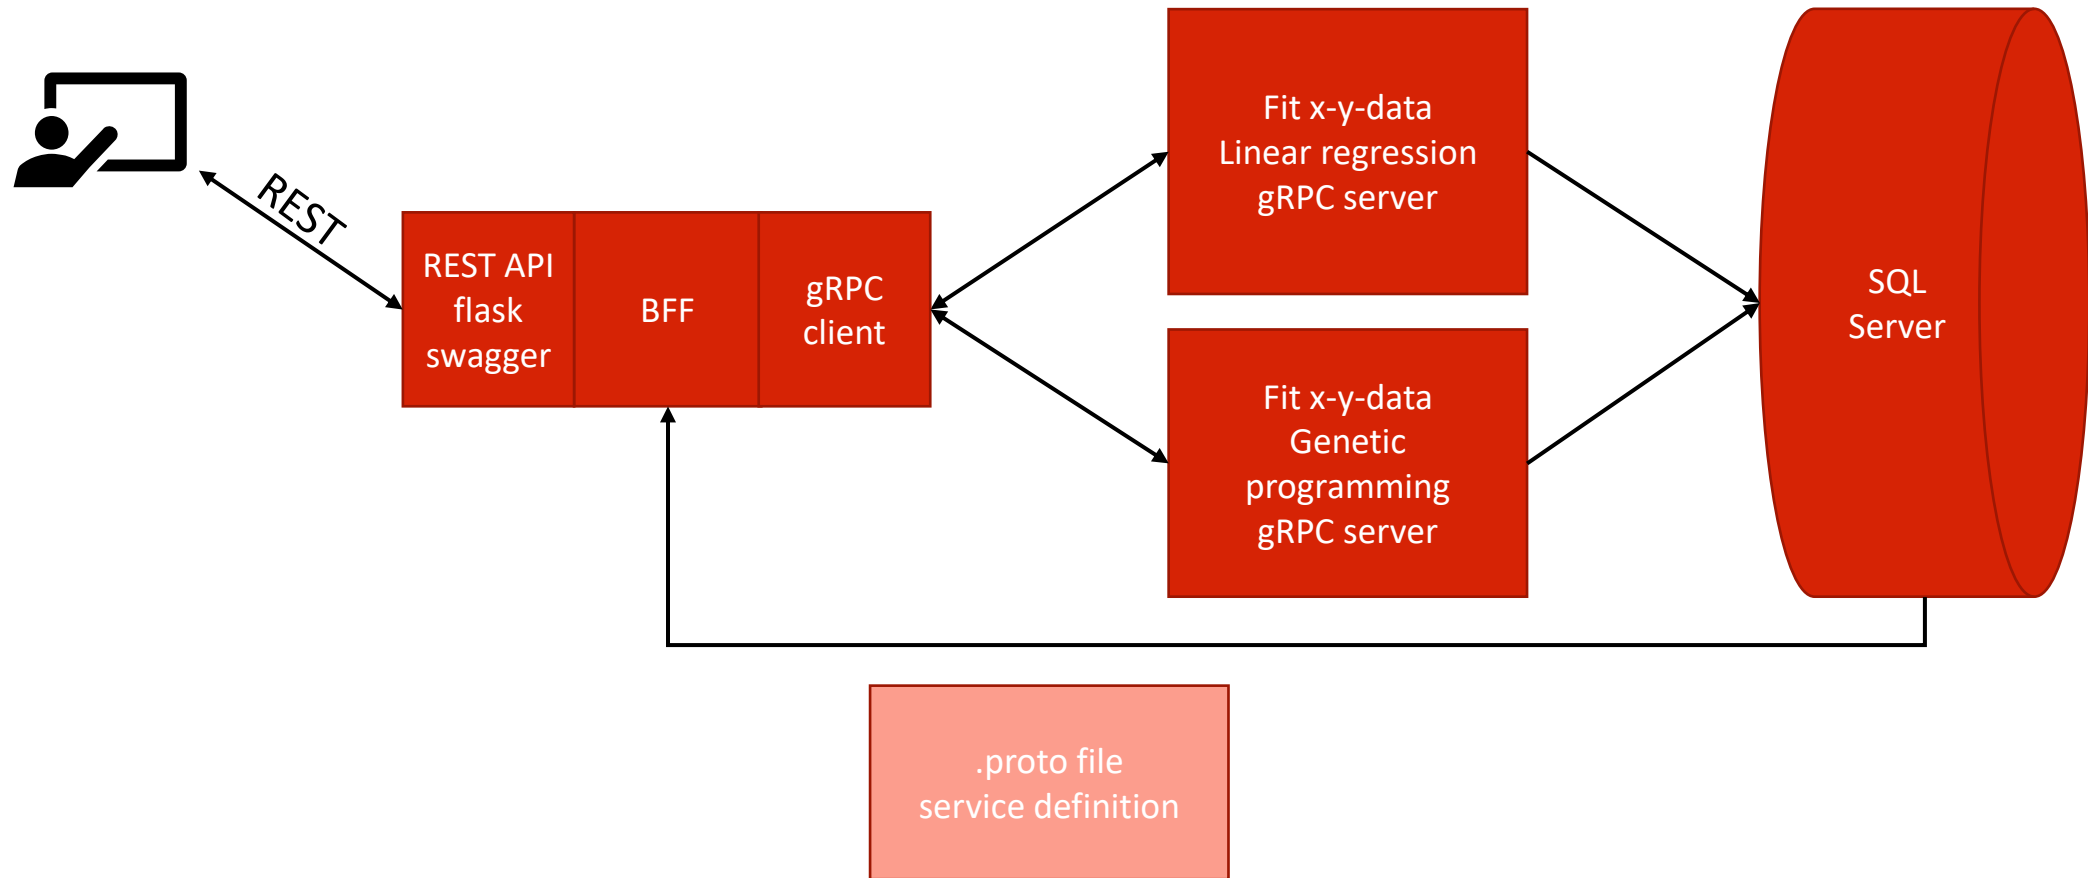 REST
REST API
flask
swagger
BFF
gRPC
client
Fit x-y-data
Linear regression
gRPC server
Fit x-y-data
Genetic
programming
gRPC server
SQL
Server
.proto file
service definition